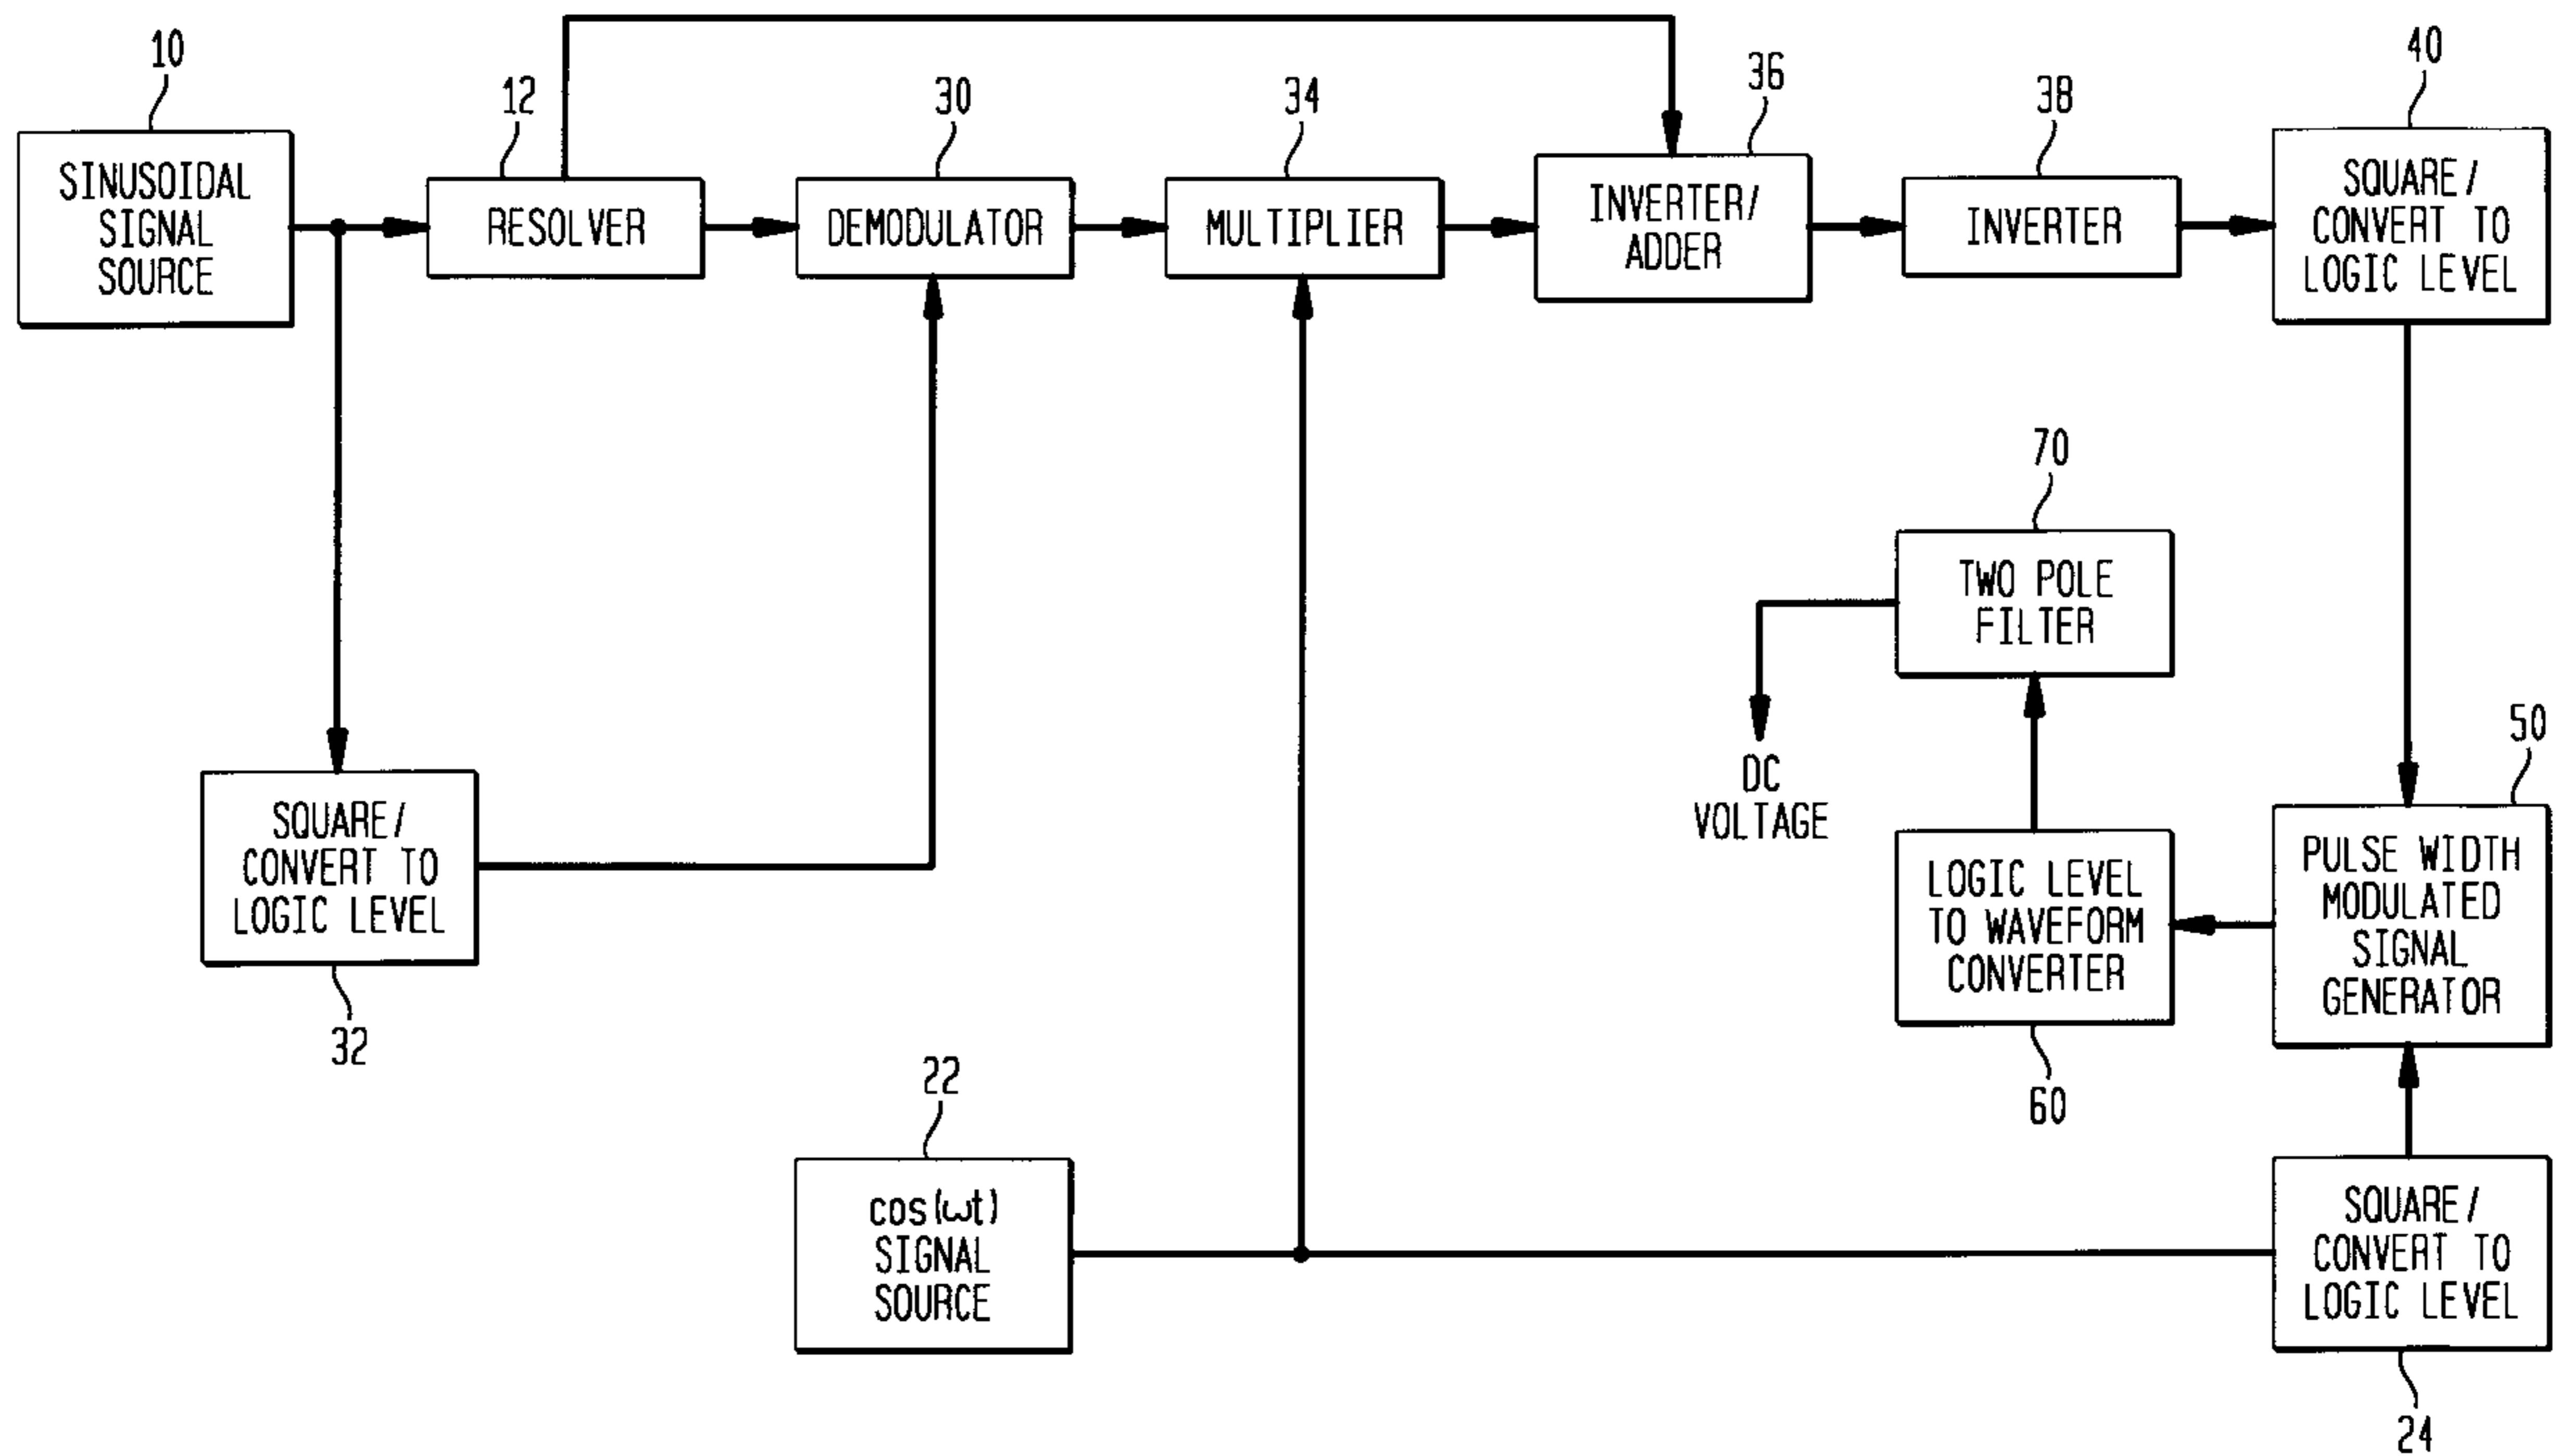 10
SINUSOIDAL
SIGNAL
SOURCE
12
RESOLVER
30
DEMODULATOR
34
MULTIPLIER
36
INVERTER/
ADDER
38
INVERTER
40
SQUARE/
CONVERT TO
LOGIC LEVEL
70
TWO POLE
FILTER
DC
VOLTAGE
50
PULSE WIDTH
MODULATED
SIGNAL
GENERATOR
LOGIC LEVEL
TO WAVEFORM
CONVERTER
60
SQUARE/
CONVERT TO
LOGIC LEVEL
32
22
cos(ωt)
SIGNAL
SOURCE
SQUARE/
CONVERT TO
LOGIC LEVEL
24